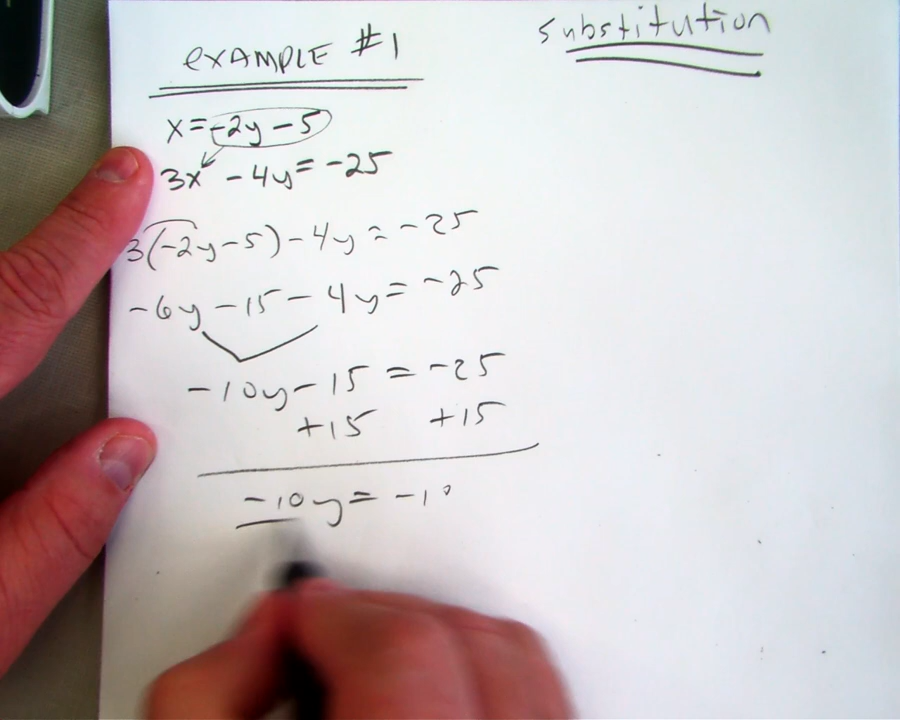 EXAMPLE #1
substitution
x=-2y-5
3x-4y=-25
3(-2y-5)-4y=-25
-6y-15-4y=-25
-10y-15=-25
+15 +15
-10y=-10